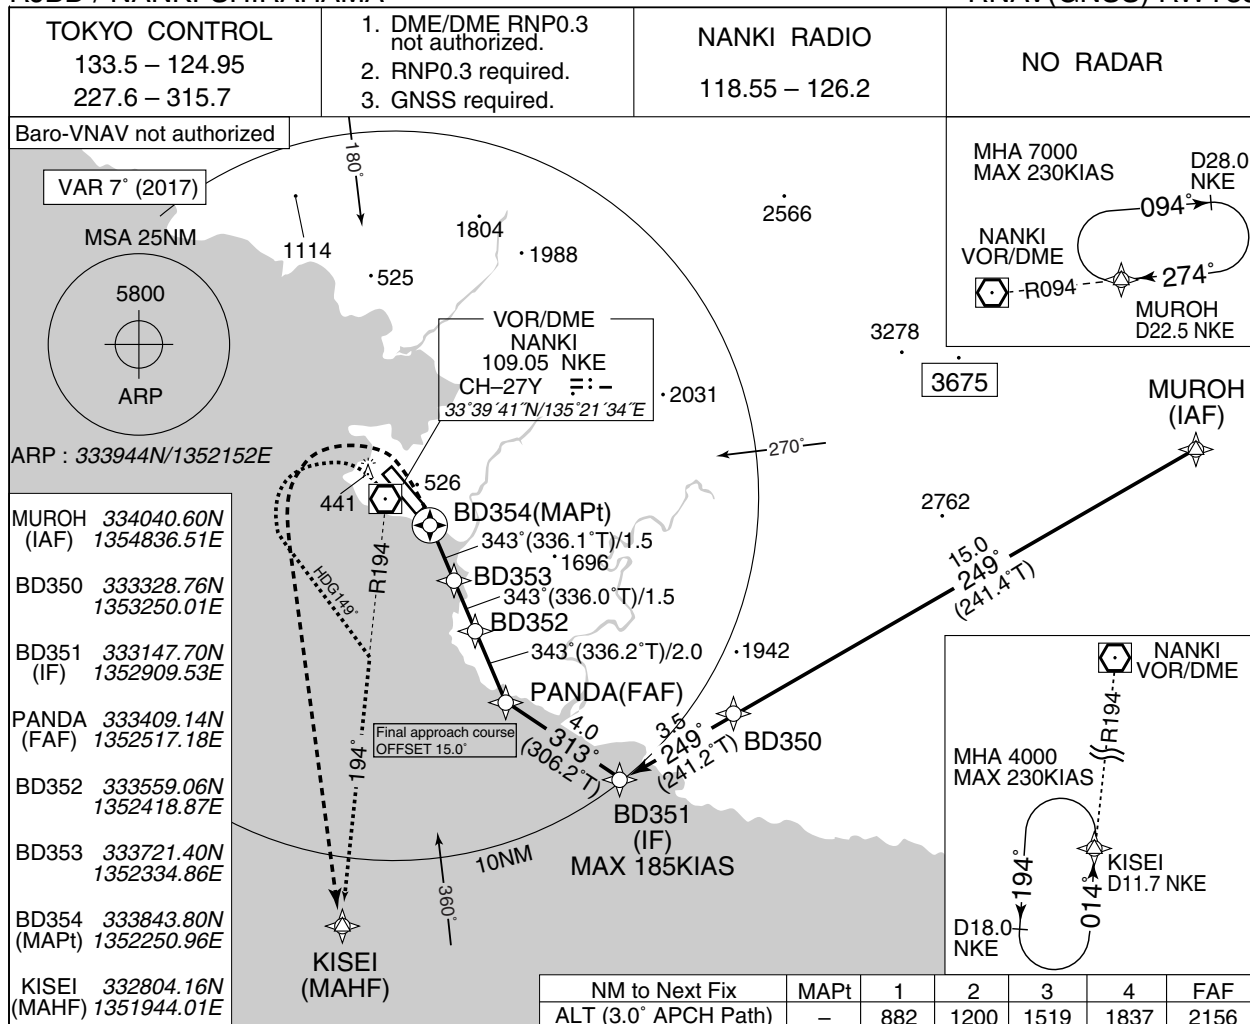 TOKYO CONTROL
133.5 – 124.95
227.6 – 315.7
1. DME/DME RNP0.3
not authorized.
2. RNP0.3 required.
3. GNSS required.
NANKI RADIO
118.55 – 126.2
NO RADAR
Baro-VNAV not authorized
VAR 7° (2017)
MSA 25NM
5800
ARP
ARP : 333944N/1352152E
180°
1114
1804
1988
525
2566
VOR/DME
NANKI
109.05 NKE
CH–27Y
33°39´41˝N/135°21´34˝E
2031
3278
3675
270°
2762
MHA 7000
MAX 230KIAS
D28.0
NKE
094°
NANKI
VOR/DME
R094
274°
MUROH
D22.5 NKE
MUROH
(IAF)
441
526
BD354(MAPt)
343°(336.1°T)/1.5
1696
BD353
343°(336.0°T)/1.5
BD352
343°(336.2°T)/2.0
1942
PANDA(FAF)
HDG149°
R194
194°
15.0
249°
(241.4°T)
3.5
249°
(241.2°T)
BD350
4.0
313°
(306.2°T)
Final approach course
OFFSET 15.0°
BD351
(IF)
MAX 185KIAS
10NM
360°
KISEI
(MAHF)
MUROH 334040.60N
(IAF) 1354836.51E
BD350 333328.76N
1353250.01E
BD351 333147.70N
(IF) 1352909.53E
PANDA 333409.14N
(FAF) 1352517.18E
BD352 333559.06N
1352418.87E
BD353 333721.40N
1352334.86E
BD354 333843.80N
(MAPt) 1352250.96E
KISEI 332804.16N
(MAHF) 1351944.01E
NANKI
VOR/DME
R194
MHA 4000
MAX 230KIAS
194°
014°
KISEI
D11.7 NKE
D18.0
NKE
NM to Next Fix MAPt 1 2 3 4 FAF
ALT (3.0° APCH Path) – 882 1200 1519 1837 2156